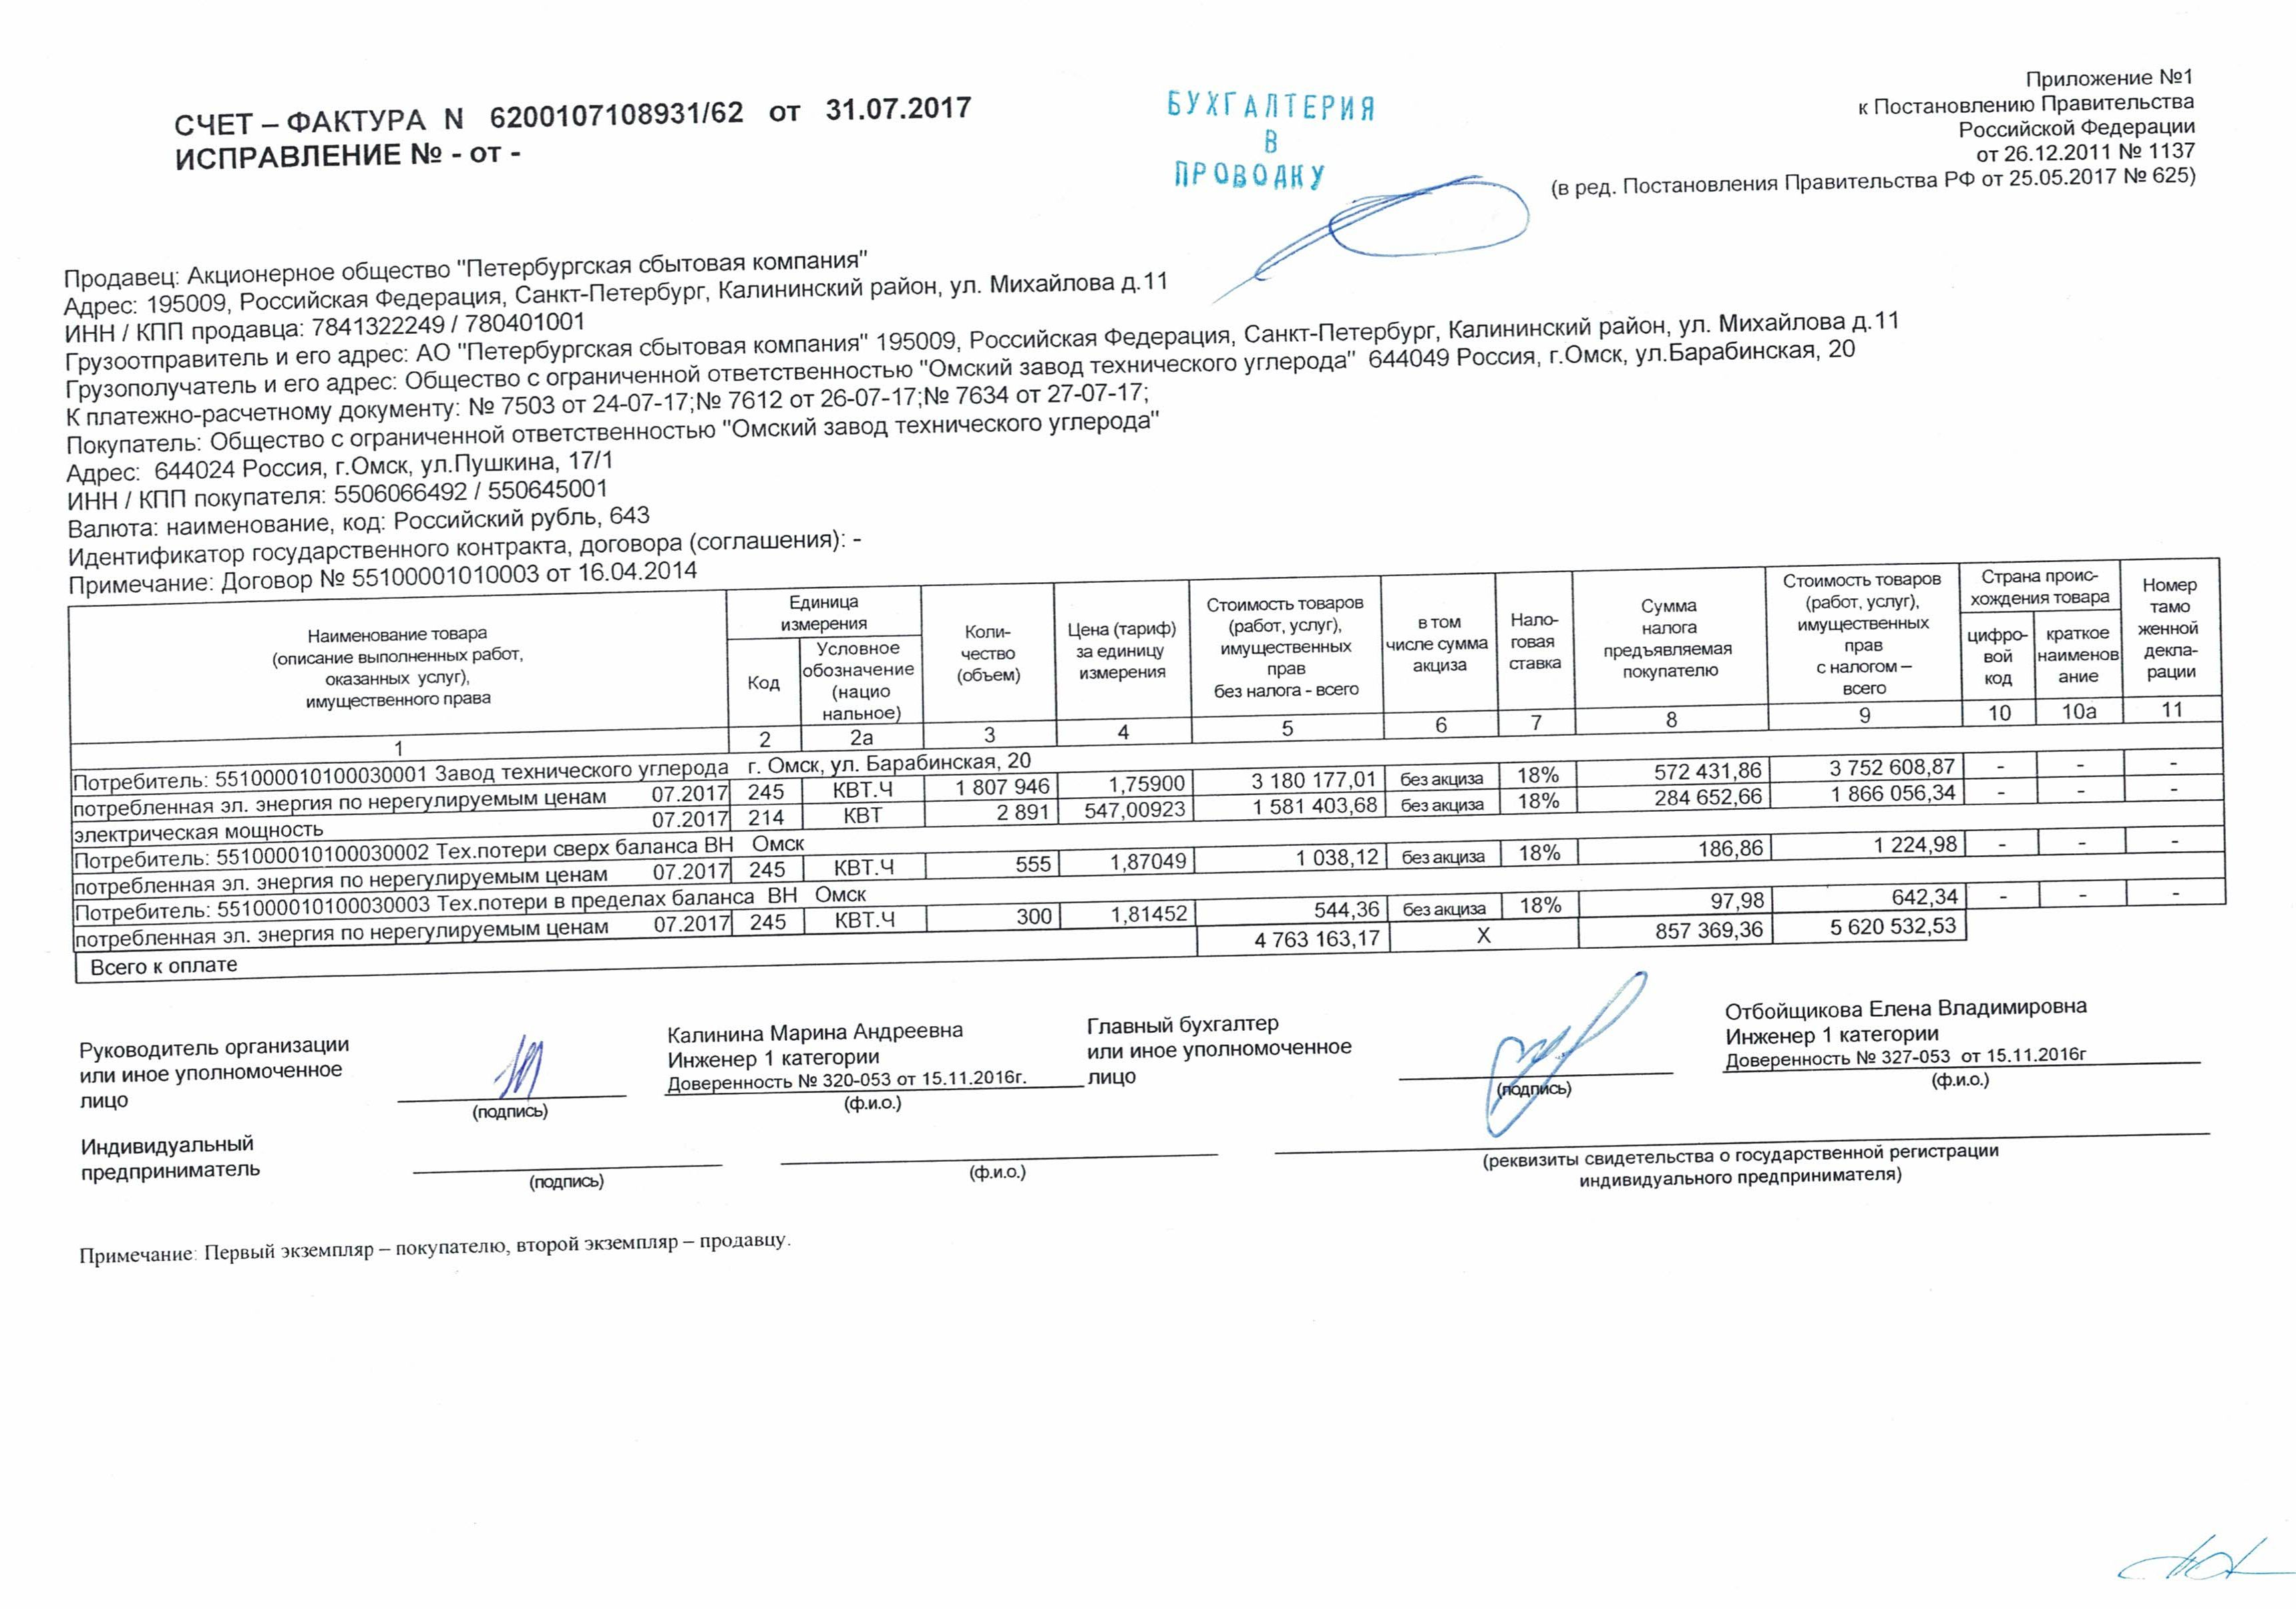 Приложение №1
к Постановлению Правительства
Российской Федерации
от 26.12.2011 № 1137
(в ред. Постановления Правительства РФ от 25.05.2017 № 625)
СЧЕТ – ФАКТУРА N 6200107108931/62 от 31.07.2017
ИСПРАВЛЕНИЕ № - от -
БУХГАЛТЕРИЯ
В
ПРОВОДКУ
Продавец: Акционерное общество "Петербургская сбытовая компания"
Адрес: 195009, Российская Федерация, Санкт-Петербург, Калининский район, ул. Михайлова д.11
ИНН / КПП продавца: 7841322249 / 780401001
Грузоотправитель и его адрес: АО "Петербургская сбытовая компания" 195009, Российская Федерация, Санкт-Петербург, Калининский район, ул. Михайлова д.11
Грузополучатель и его адрес: Общество с ограниченной ответственностью "Омский завод технического углерода" 644049 Россия, г.Омск, ул.Барабинская, 20
К платежно-расчетному документу: № 7503 от 24-07-17;№ 7612 от 26-07-17;№ 7634 от 27-07-17;
Покупатель: Общество с ограниченной ответственностью "Омский завод технического углерода"
Адрес: 644024 Россия, г.Омск, ул.Пушкина, 17/1
ИНН / КПП покупателя: 5506066492 / 550645001
Валюта: наименование, код: Российский рубль, 643
Идентификатор государственного контракта, договора (соглашения): -
Примечание: Договор № 55100001010003 от 16.04.2014
Наименование товара
(описание выполненных работ,
оказанных услуг),
имущественного права
Единица
измерения
Код
Условное
обозначение
(нацио
нальное)
Коли-
чество
(объем)
Цена (тариф)
за единицу
измерения
Стоимость товаров
(работ, услуг),
имущественных
прав
без налога - всего
в том
числе сумма
акциза
Нало-
говая
ставка
Сумма
налога
предъявляемая
покупателю
Стоимость товаров
(работ, услуг),
имущественных
прав
с налогом –
всего
Страна проис-
хождения товара
цифро-
вой
код
краткое
наименов
ание
Номер
тамо
женной
декла-
рации
1 2 2а 3 4 5 6 7 8 9 10 10а 11
Потребитель: 551000010100030001 Завод технического углерода г. Омск, ул. Барабинская, 20
потребленная эл. энергия по нерегулируемым ценам 07.2017 245 КВТ.Ч 1 807 946 1,75900 3 180 177,01 без акциза 18% 572 431,86 3 752 608,87 - - -
электрическая мощность 07.2017 214 КВТ 2 891 547,00923 1 581 403,68 без акциза 18% 284 652,66 1 866 056,34 - - -
Потребитель: 551000010100030002 Тех.потери сверх баланса ВН Омск
потребленная эл. энергия по нерегулируемым ценам 07.2017 245 КВТ.Ч 555 1,87049 1 038,12 без акциза 18% 186,86 1 224,98 - - -
Потребитель: 551000010100030003 Тех.потери в пределах баланса ВН Омск
потребленная эл. энергия по нерегулируемым ценам 07.2017 245 КВТ.Ч 300 1,81452 544,36 без акциза 18% 97,98 642,34 - - -
Всего к оплате 4 763 163,17 Х 857 369,36 5 620 532,53
Руководитель организации
или иное уполномоченное
лицо
(подпись)
Калинина Марина Андреевна
Инженер 1 категории
Доверенность № 320-053 от 15.11.2016г.
(ф.и.о.)
Главный бухгалтер
или иное уполномоченное
лицо
(подпись)
Отбойщикова Елена Владимировна
Инженер 1 категории
Доверенность № 327-053 от 15.11.2016г
(ф.и.о.)
Индивидуальный
предприниматель
(подпись)
(ф.и.о.)
(реквизиты свидетельства о государственной регистрации
индивидуального предпринимателя)
Примечание: Первый экземпляр – покупателю, второй экземпляр – продавцу.